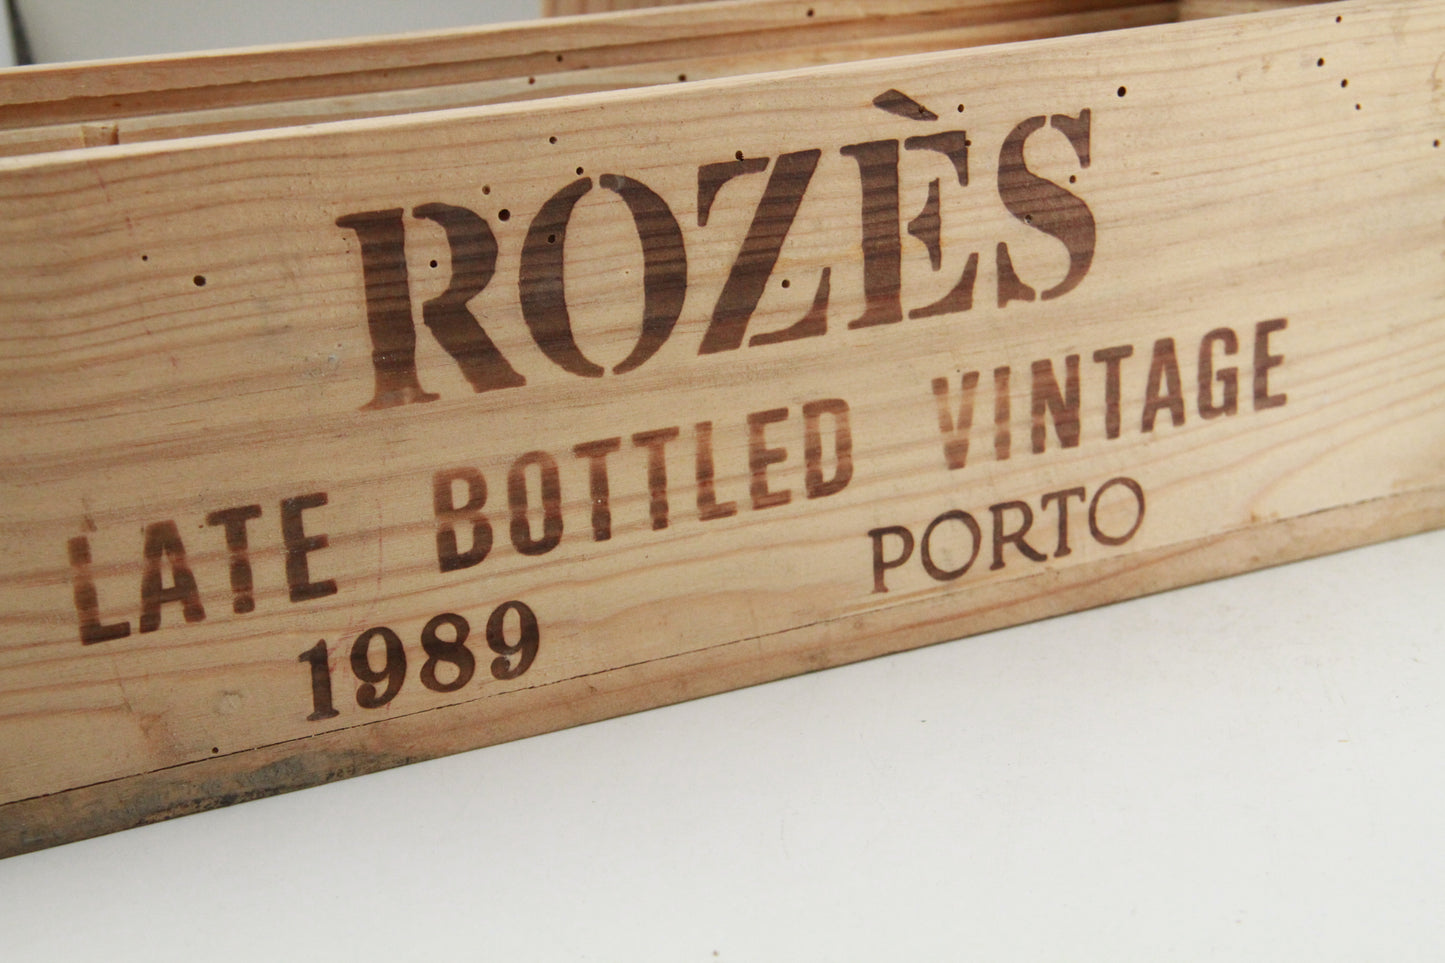 ROZÈS
LATE BOTTLED VINTAGE
1989 PORTO